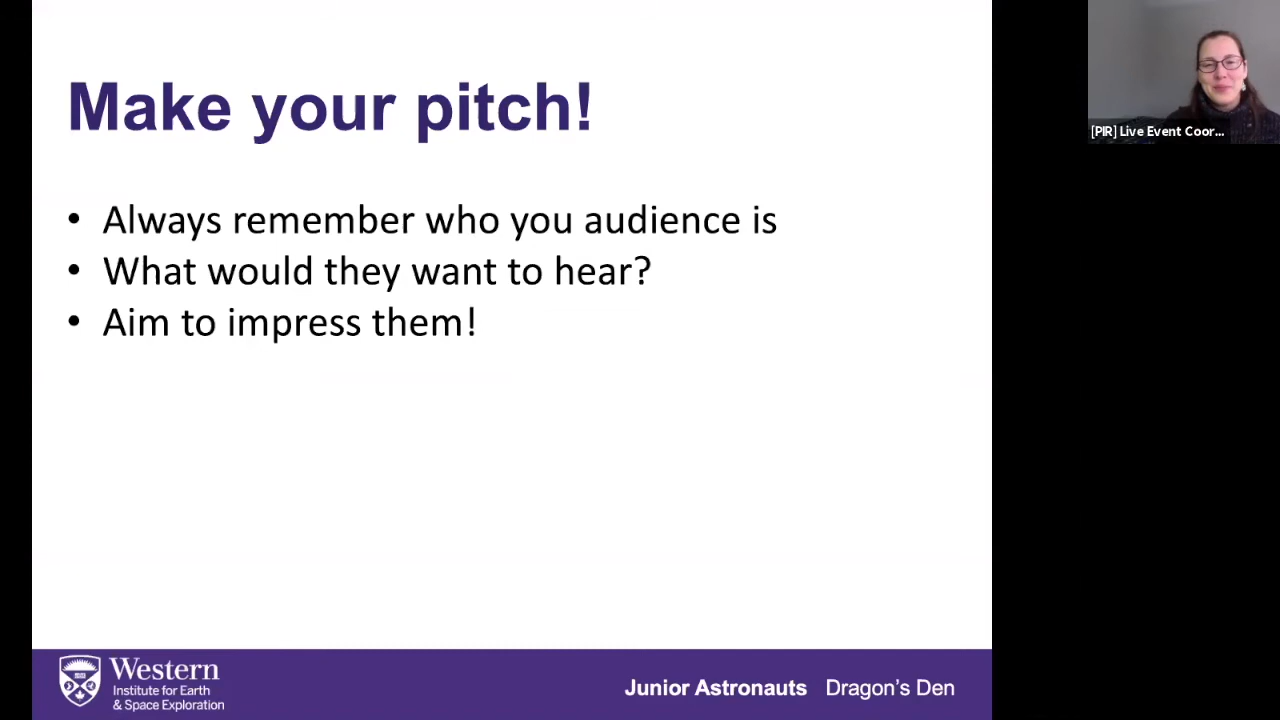 Make your pitch!
• Always remember who you audience is
• What would they want to hear?
• Aim to impress them!
[PIR] Live Event Coor...
Western
Institute for Earth
& Space Exploration
Junior Astronauts Dragon's Den